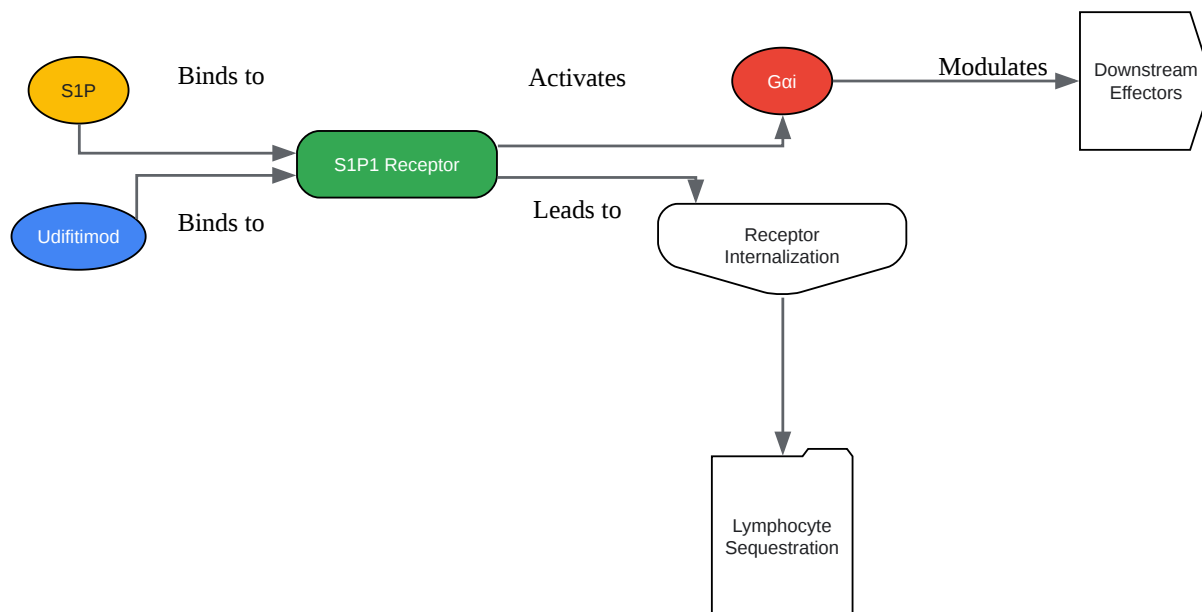 S1P
Binds to
Activates
Gαi
Modulates
Downstream
Effectors
S1P1 Receptor
Udifitimod
Binds to
Leads to
Receptor
Internalization
Lymphocyte
Sequestration